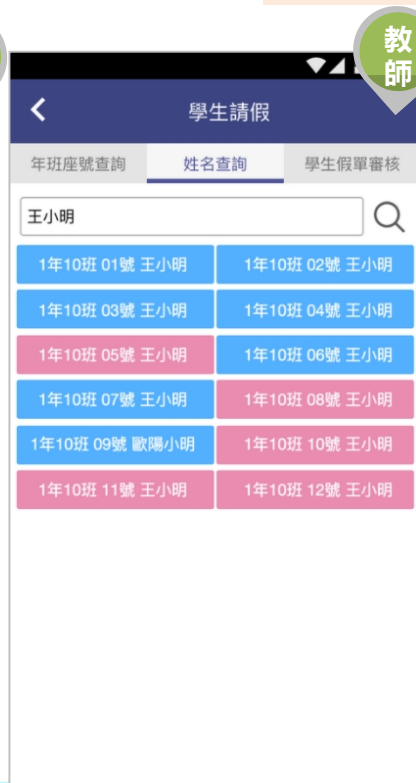 教師
學生請假
年班座號查詢 姓名查詢 學生假單審核
王小明
1年10班 01號 王小明 1年10班 02號 王小明
1年10班 03號 王小明 1年10班 04號 王小明
1年10班 05號 王小明 1年10班 06號 王小明
1年10班 07號 王小明 1年10班 08號 王小明
1年10班 09號 歐陽小明 1年10班 10號 王小明
1年10班 11號 王小明 1年10班 12號 王小明